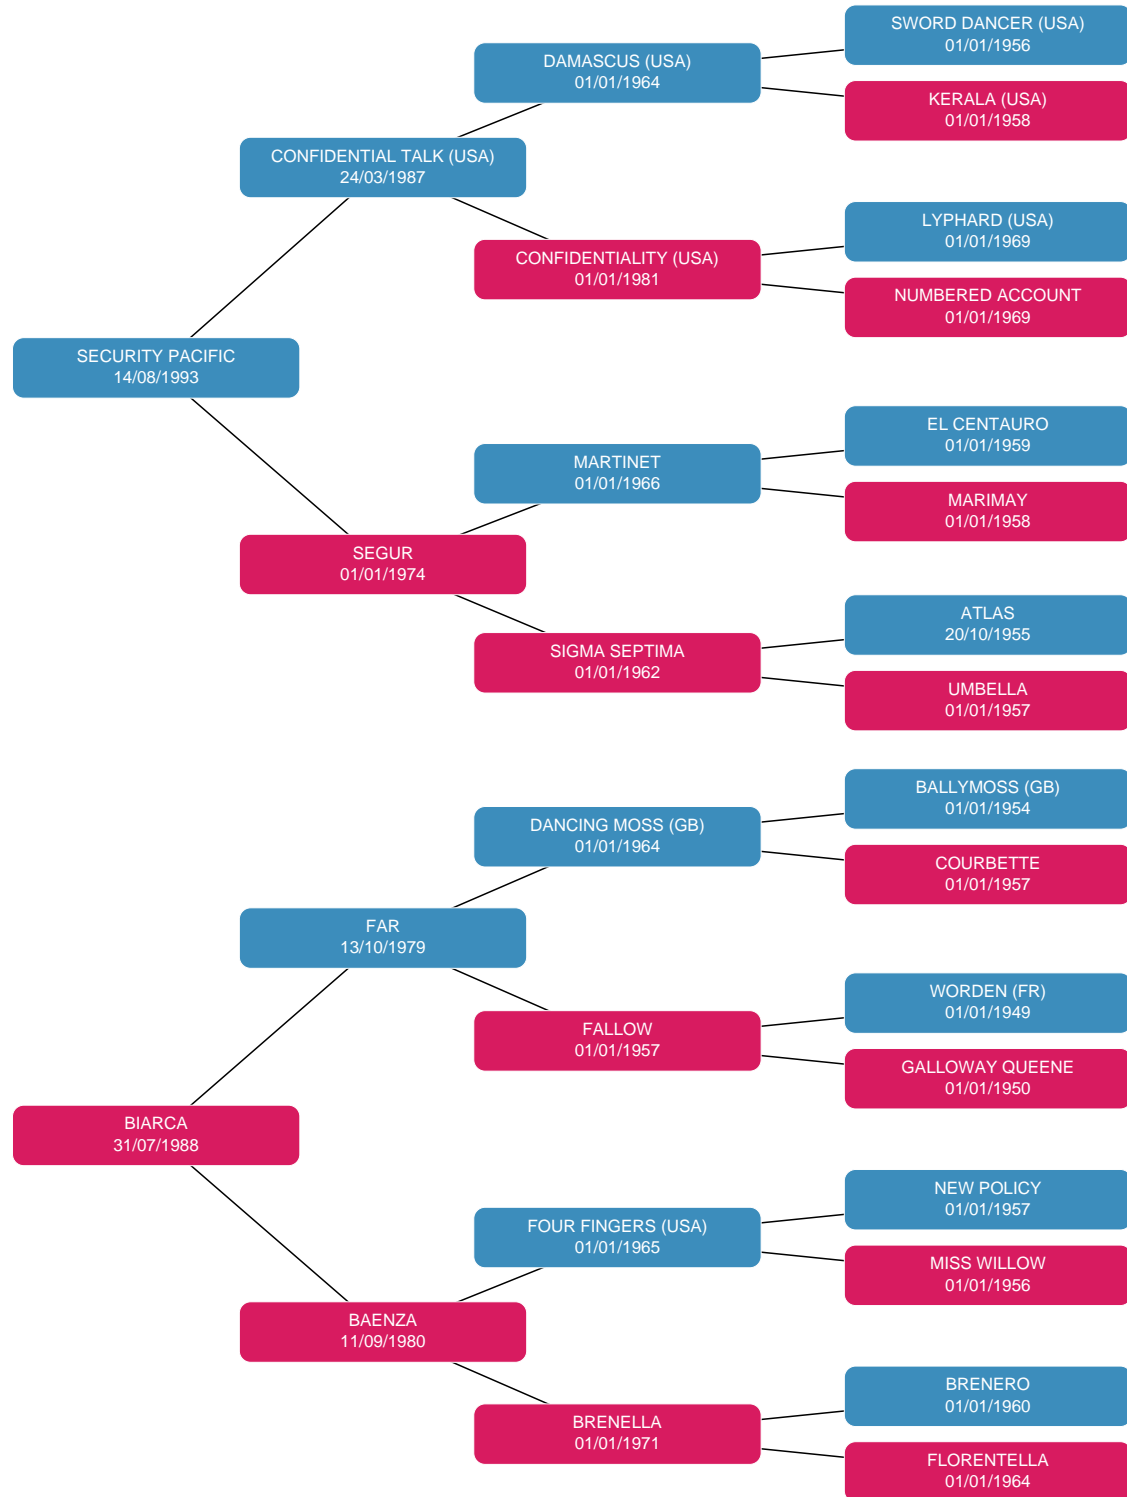 SWORD DANCER (USA)
01/01/1956
DAMASCUS (USA)
01/01/1964
KERALA (USA)
01/01/1958
CONFIDENTIAL TALK (USA)
24/03/1987
LYPHARD (USA)
01/01/1969
CONFIDENTIALITY (USA)
01/01/1981
NUMBERED ACCOUNT
01/01/1969
SECURITY PACIFIC
14/08/1993
EL CENTAURO
01/01/1959
MARTINET
01/01/1966
MARIMAY
01/01/1958
SEGUR
01/01/1974
ATLAS
20/10/1955
SIGMA SEPTIMA
01/01/1962
UMBELLA
01/01/1957
BALLYMOSS (GB)
01/01/1954
DANCING MOSS (GB)
01/01/1964
COURBETTE
01/01/1957
FAR
13/10/1979
WORDEN (FR)
01/01/1949
FALLOW
01/01/1957
GALLOWAY QUEENE
01/01/1950
BIARCA
31/07/1988
NEW POLICY
01/01/1957
FOUR FINGERS (USA)
01/01/1965
MISS WILLOW
01/01/1956
BAENZA
11/09/1980
BRENERO
01/01/1960
BRENELLA
01/01/1971
FLORENTELLA
01/01/1964